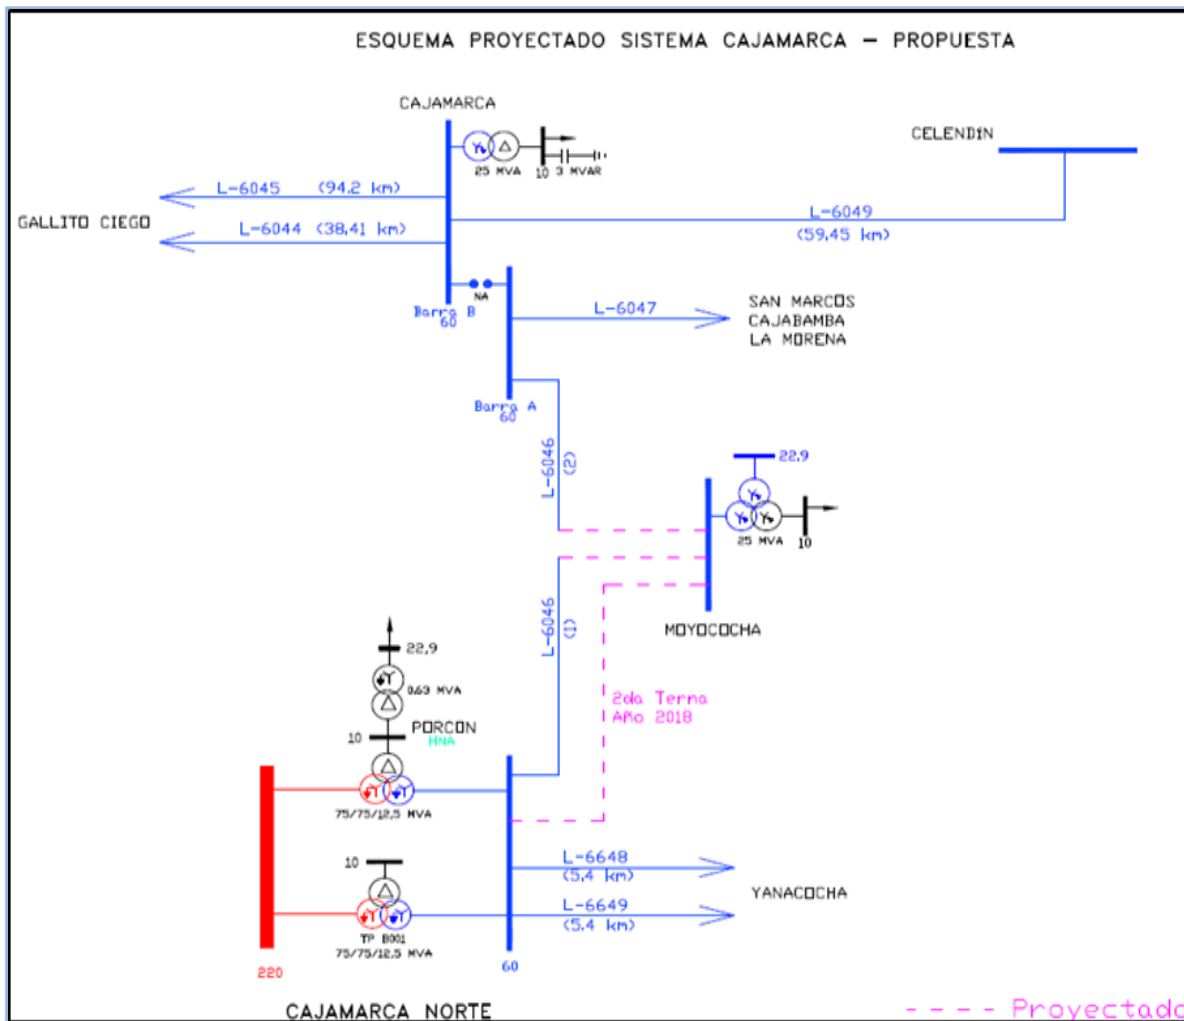 ESQUEMA PROYECTADO SISTEMA CAJAMARCA - PROPUESTA
CAJAMARCA
CELENDIN
25 MVA
10
3 MVAR
L-6045 (94.2 km)
GALLITO CIEGO
L-6044 (38,41 km)
L-6049
(59,45 km)
NA
Barra B
60
L-6047
SAN MARCOS
CAJABAMBA
LA MORENA
Barra A
60
L-6046
(2)
22,9
25 MVA
10
MOYOCOCHA
L-6046
(1)
22,9
0,63 MVA
2da Terna
Año 2018
10
PORCON
HNA
75/75/12,5 MVA
L-6648
(5,4 km)
10
YANACOCHA
L-6649
(5,4 km)
TP B001
75/75/12,5 MVA
220
60
CAJAMARCA NORTE
---- Proyectado